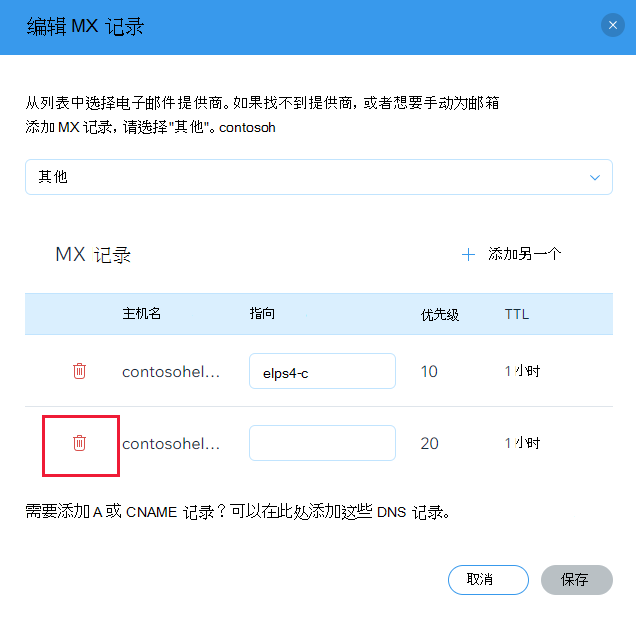 编辑 MX 记录
从列表中选择电子邮件提供商。如果找不到提供商, 或者想要手动为邮箱
添加 MX 记录, 请选择"其他"。contosoh
其他
MX 记录
添加另一个
主机名 指向 优先级 TTL
contosohel... elps4-c 10 1 小时
contosohel... 20 1 小时
需要添加 A 或 CNAME 记录？可以在此处添加这些 DNS 记录。
取消 保存